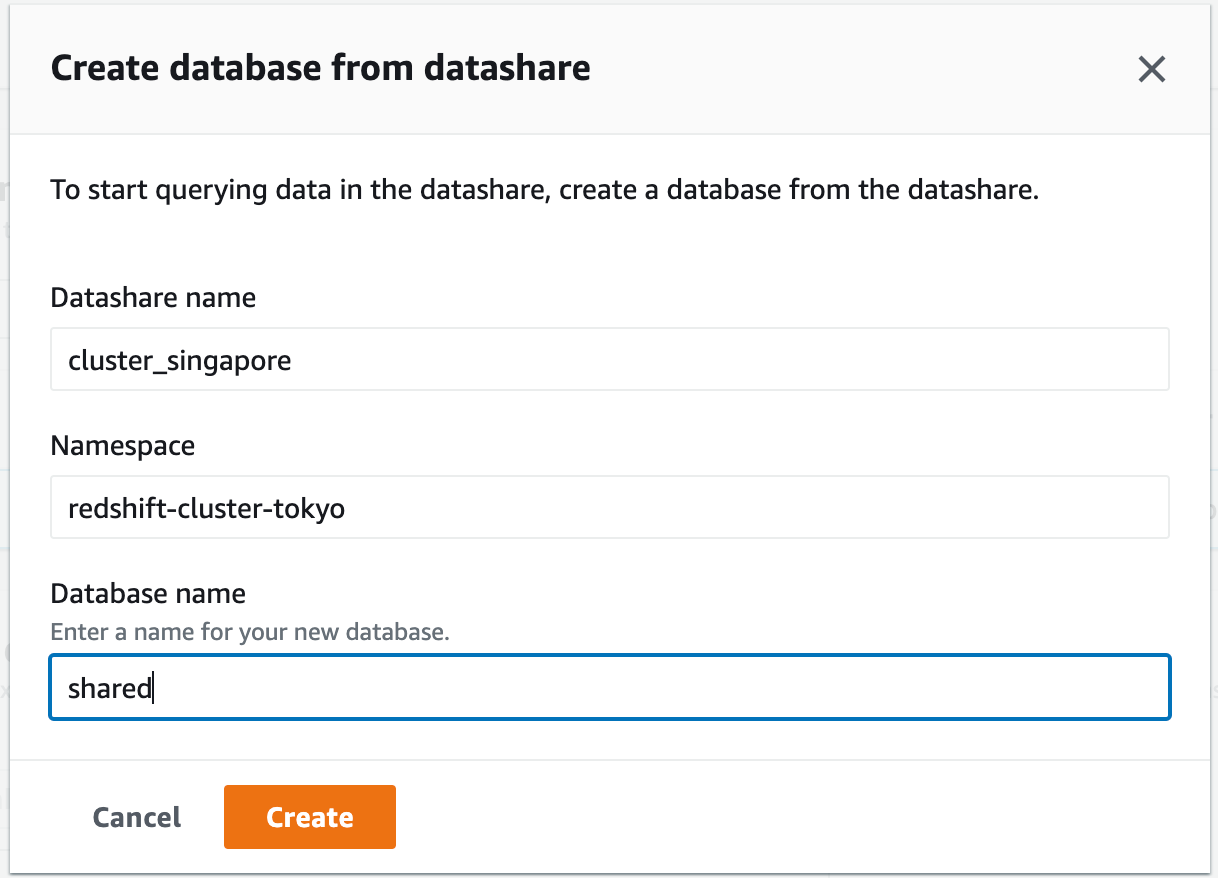 Create database from datashare
To start querying data in the datashare, create a database from the datashare.
Datashare name
cluster_singapore
Namespace
redshift-cluster-tokyo
Database name
Enter a name for your new database.
shared
Cancel
Create